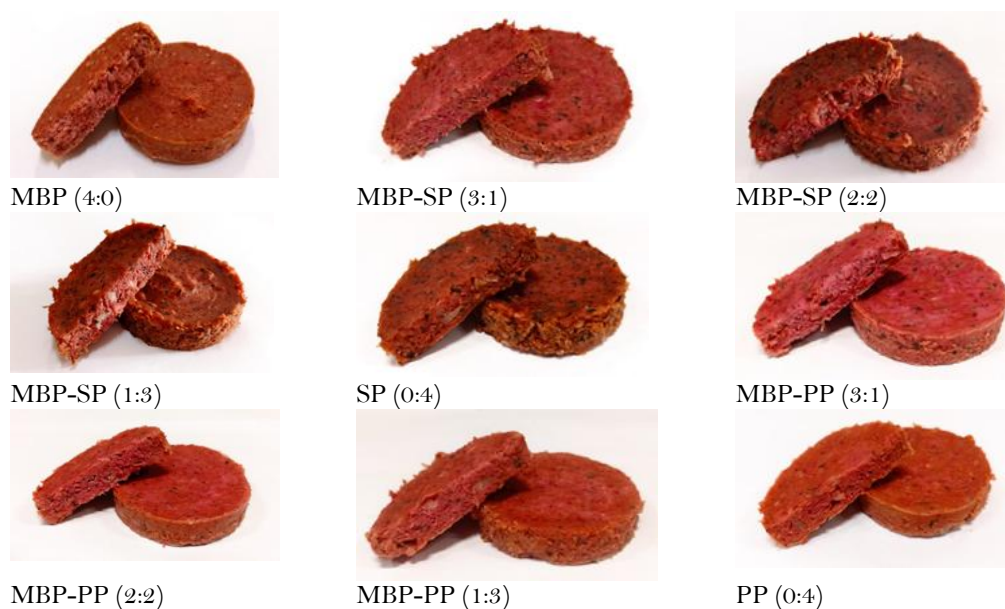 MBP (4:0)
MBP-SP (3:1)
MBP-SP (2:2)
MBP-SP (1:3)
SP (0:4)
MBP-PP (3:1)
MBP-PP (2:2)
MBP-PP (1:3)
PP (0:4)